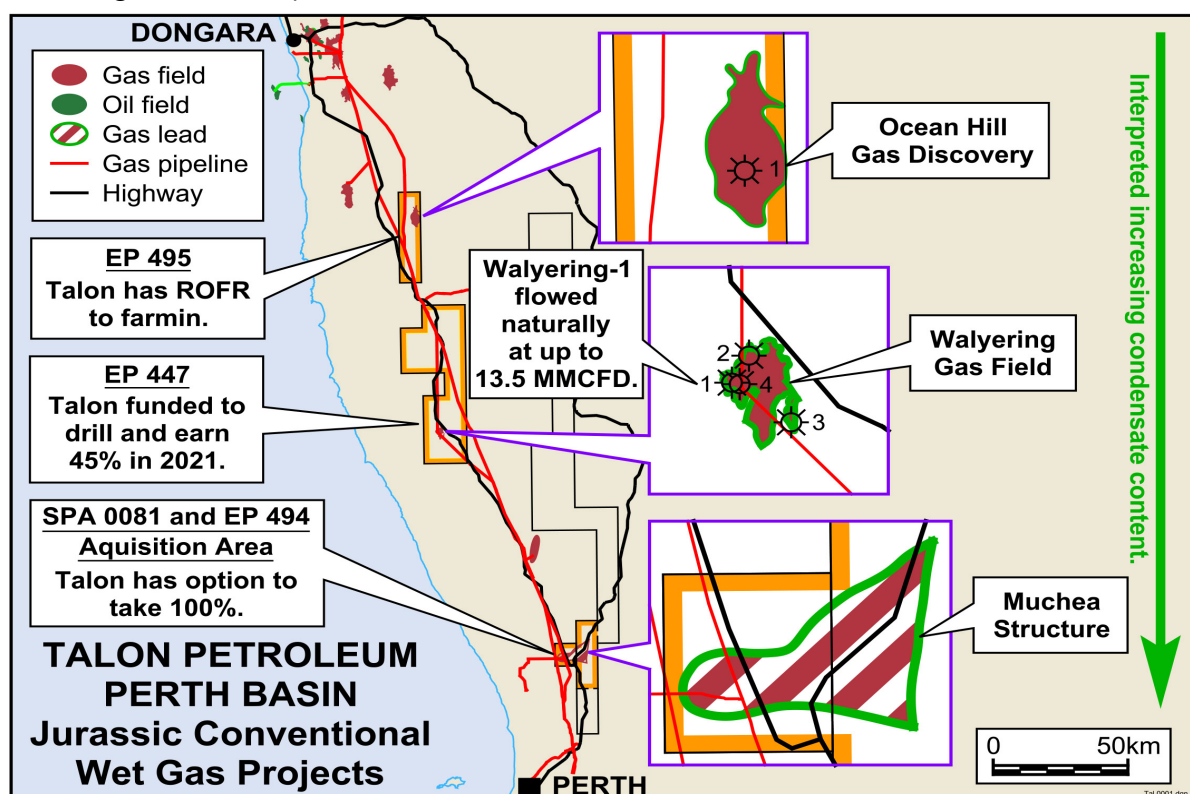 DONGARA
Gas field
Oil field
Gas lead
Gas pipeline
Highway
EP 495
Talon has ROFR
to farmin.
EP 447
Talon funded to
drill and earn
45% in 2021.
SPA 0081 and EP 494
Aquisition Area
Talon has option to
take 100%.
TALON PETROLEUM
PERTH BASIN
Jurassic Conventional
Wet Gas Projects
PERTH
Walyering-1
flowed
naturally
at up to
13.5 MMCFD.
1
Ocean Hill
Gas Discovery
2
1
4
3
Walyering
Gas Field
Muchea
Structure
Interpreted increasing condensate content.
0 50km